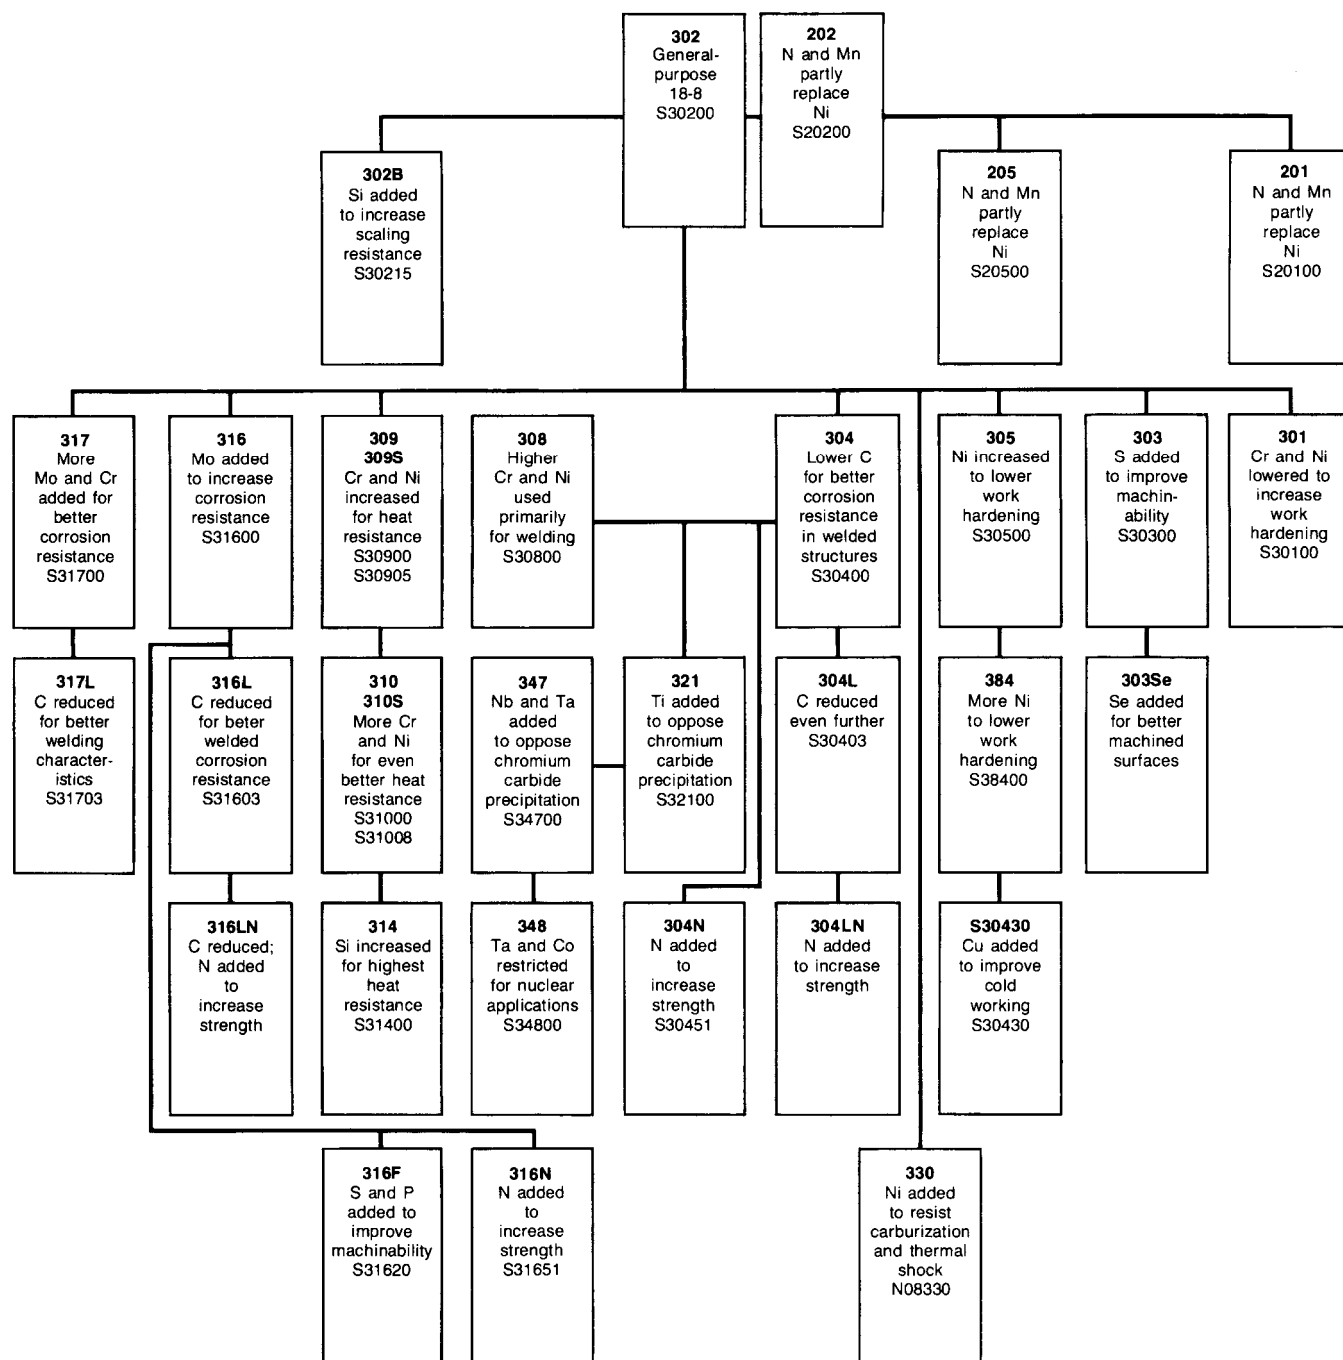 302
General-
purpose
18-8
S30200
202
N and Mn
partly
replace
Ni
S20200
302B
Si added
to increase
scaling
resistance
S30215
205
N and Mn
partly
replace
Ni
S20500
201
N and Mn
partly
replace
Ni
S20100
317
More
Mo and Cr
added for
better
corrosion
resistance
S31700
316
Mo added
to increase
corrosion
resistance
S31600
309
309S
Cr and Ni
increased
for heat
resistance
S30900
S30905
308
Higher
Cr and Ni
used
primarily
for welding
S30800
304
Lower C
for better
corrosion
resistance
in welded
structures
S30400
305
Ni increased
to lower
work
hardening
S30500
303
S added
to improve
machin-
ability
S30300
301
Cr and Ni
lowered to
increase
work
hardening
S30100
317L
C reduced
for better
welding
character-
istics
S31703
316L
C reduced
for beter
welded
corrosion
resistance
S31603
310
310S
More Cr
and Ni
for even
better heat
resistance
S31000
S31008
347
Nb and Ta
added
to oppose
chromium
carbide
precipitation
S34700
321
Ti added
to oppose
chromium
carbide
precipitation
S32100
304L
C reduced
even further
S30403
384
More Ni
to lower
work
hardening
S38400
303Se
Se added
for better
machined
surfaces
316LN
C reduced;
N added
to
increase
strength
314
Si increased
for highest
heat
resistance
S31400
348
Ta and Co
restricted
for nuclear
applications
S34800
304N
N added
to
increase
strength
S30451
304LN
N added
to increase
strength
S30430
Cu added
to improve
cold
working
S30430
316F
S and P
added to
improve
machinability
S31620
316N
N added
to
increase
strength
S31651
330
Ni added
to resist
carburization
and thermal
shock
N08330